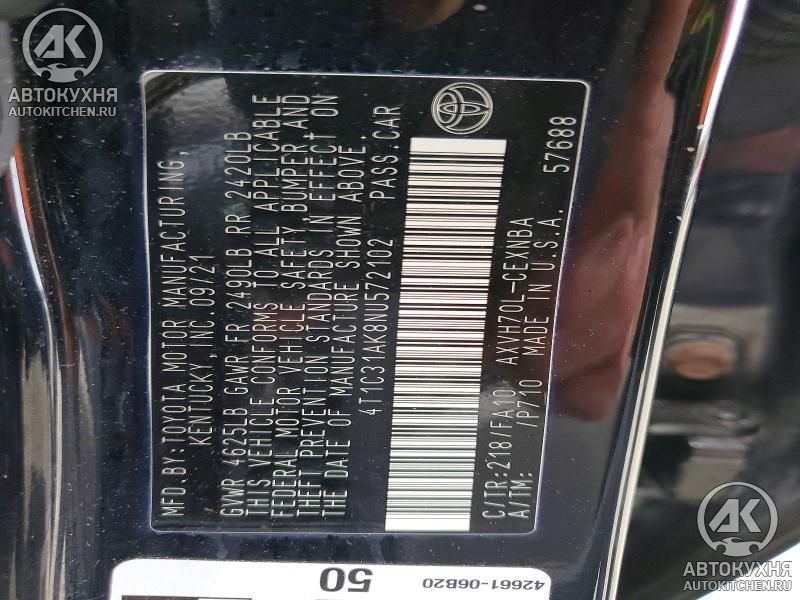 MFD. BY: TOYOTA MOTOR MANUFACTURING,
KENTUCKY, INC. 09/21
GVWR 4625LB GAWR FR 2490LB RR 2420LB
THIS VEHICLE CONFORMS TO ALL APPLICABLE
FEDERAL MOTOR VEHICLE SAFETY, BUMPER, AND
THEFT PREVENTION STANDARDS IN EFFECT ON
THE DATE OF MANUFACTURE SHOWN ABOVE.
4T1C31AK8NU572102 PASS. CAR
C/TR: 218/FA10 AXVH70L-CEXNBA
A/TM: /P710 MADE IN U.S.A. 57688
50
42661-06B20
АК
АВТОКУХНЯ
AUTOKITCHEN.RU
АК
АВТОКУХНЯ
AUTOKITCHEN.RU